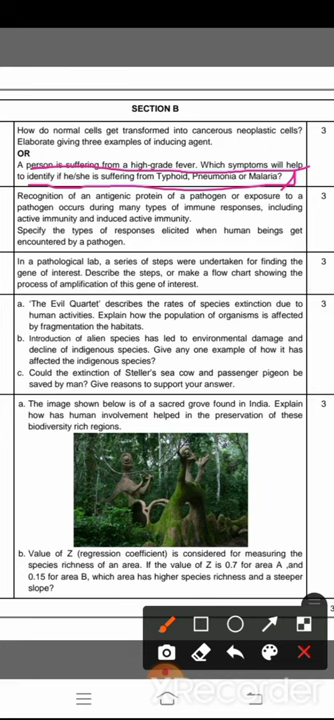 SECTION B
How do normal cells get transformed into cancerous neoplastic cells? 3
Elaborate giving three examples of inducing agent.
OR
A person is suffering from a high-grade fever. Which symptoms will help
to identify if he/she is suffering from Typhoid, Pneumonia or Malaria?
Recognition of an antigenic protein of a pathogen or exposure to a 3
pathogen occurs during many types of immune responses, including
active immunity and induced active immunity.
Specify the types of responses elicited when human beings get
encountered by a pathogen.
In a pathological lab, a series of steps were undertaken for finding the 3
gene of interest. Describe the steps, or make a flow chart showing the
process of amplification of this gene of interest.
a. ‘The Evil Quartet’ describes the rates of species extinction due to 3
human activities. Explain how the population of organisms is affected
by fragmentation the habitats.
b. Introduction of alien species has led to environmental damage and
decline of indigenous species. Give any one example of how it has
affected the indigenous species?
c. Could the extinction of Steller’s sea cow and passenger pigeon be
saved by man? Give reasons to support your answer.
a. The image shown below is of a sacred grove found in India. Explain 3
how has human involvement helped in the preservation of these
biodiversity rich regions.
b. Value of Z (regression coefficient) is considered for measuring the
species richness of an area. If the value of Z is 0.7 for area A ,and
0.15 for area B, which area has higher species richness and a steeper
slope?
3
XRecorder